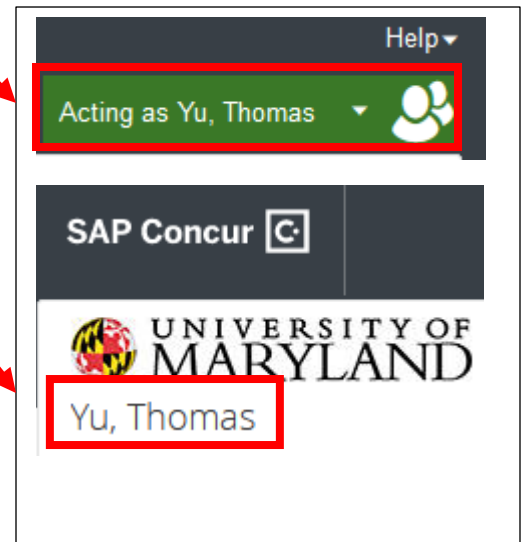 Help
Acting as Yu, Thomas
SAP Concur C
UNIVERSITY OF
MARYLAND
Yu, Thomas